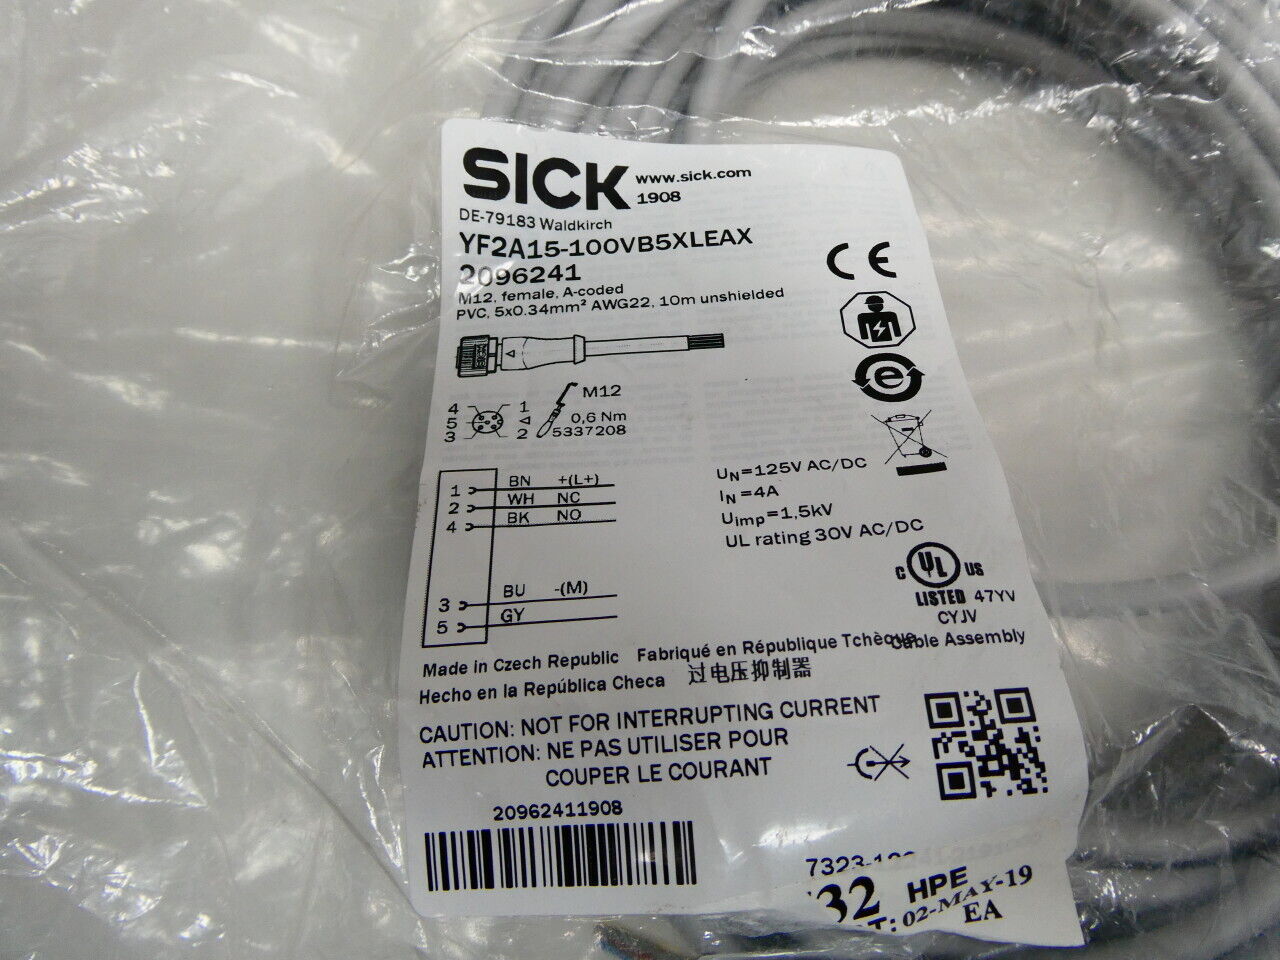 SICK
www.sick.com
1908
DE-79183 Waldkirch
YF2A15-100VB5XLEAX
2096241
M12, female, A-coded
PVC, 5x0.34mm² AWG22, 10m unshielded
CE
4 1
5
3 2
M12
0,6 Nm
5337208
1 BN +(L+)
2 WH NC
4 BK NO
3 BU -(M)
5 GY
UN=125V AC/DC
IN=4A
Uimp=1,5kV
UL rating 30V AC/DC
C UL US
LISTED 47YV
CYJV
Cable Assembly
Made in Czech Republic Fabriqué en République Tchèque
Hecho en la República Checa 过电压抑制器
CAUTION: NOT FOR INTERRUPTING CURRENT
ATTENTION: NE PAS UTILISER POUR
COUPER LE COURANT
20962411908
32 HPE
02-MAY-19
EA